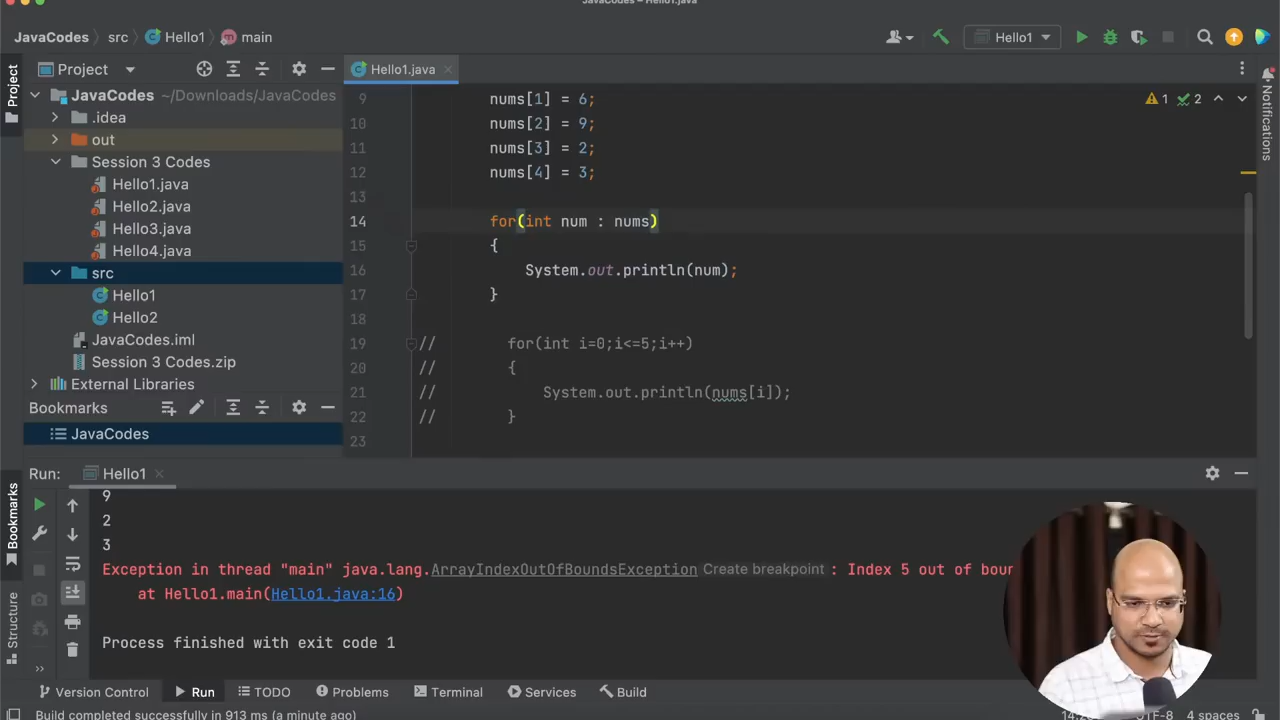 JavaCodes – Hello1.java
JavaCodes src Hello1 main
Hello1
Project
Project
Hello1.java
Notifications
JavaCodes ~/Downloads/JavaCodes
.idea
out
Session 3 Codes
Hello1.java
Hello2.java
Hello3.java
Hello4.java
src
Hello1
Hello2
JavaCodes.iml
Session 3 Codes.zip
External Libraries
Bookmarks
JavaCodes
1 2
9 nums[1] = 6;
10 nums[2] = 9;
11 nums[3] = 2;
12 nums[4] = 3;
13
14 for(int num : nums)
15 {
16 System.out.println(num);
17 }
18
19 // for(int i=0;i<=5;i++)
20 // {
21 // System.out.println(nums[i]);
22 // }
23
Run: Hello1
Bookmarks
Structure
9
2
3
Exception in thread "main" java.lang.ArrayIndexOutOfBoundsException Create breakpoint : Index 5 out of
at Hello1.main(Hello1.java:16)
Process finished with exit code 1
Version Control Run TODO Problems Terminal Services Build
Build completed successfully in 913 ms (a minute ago) UTF-8 4 spaces